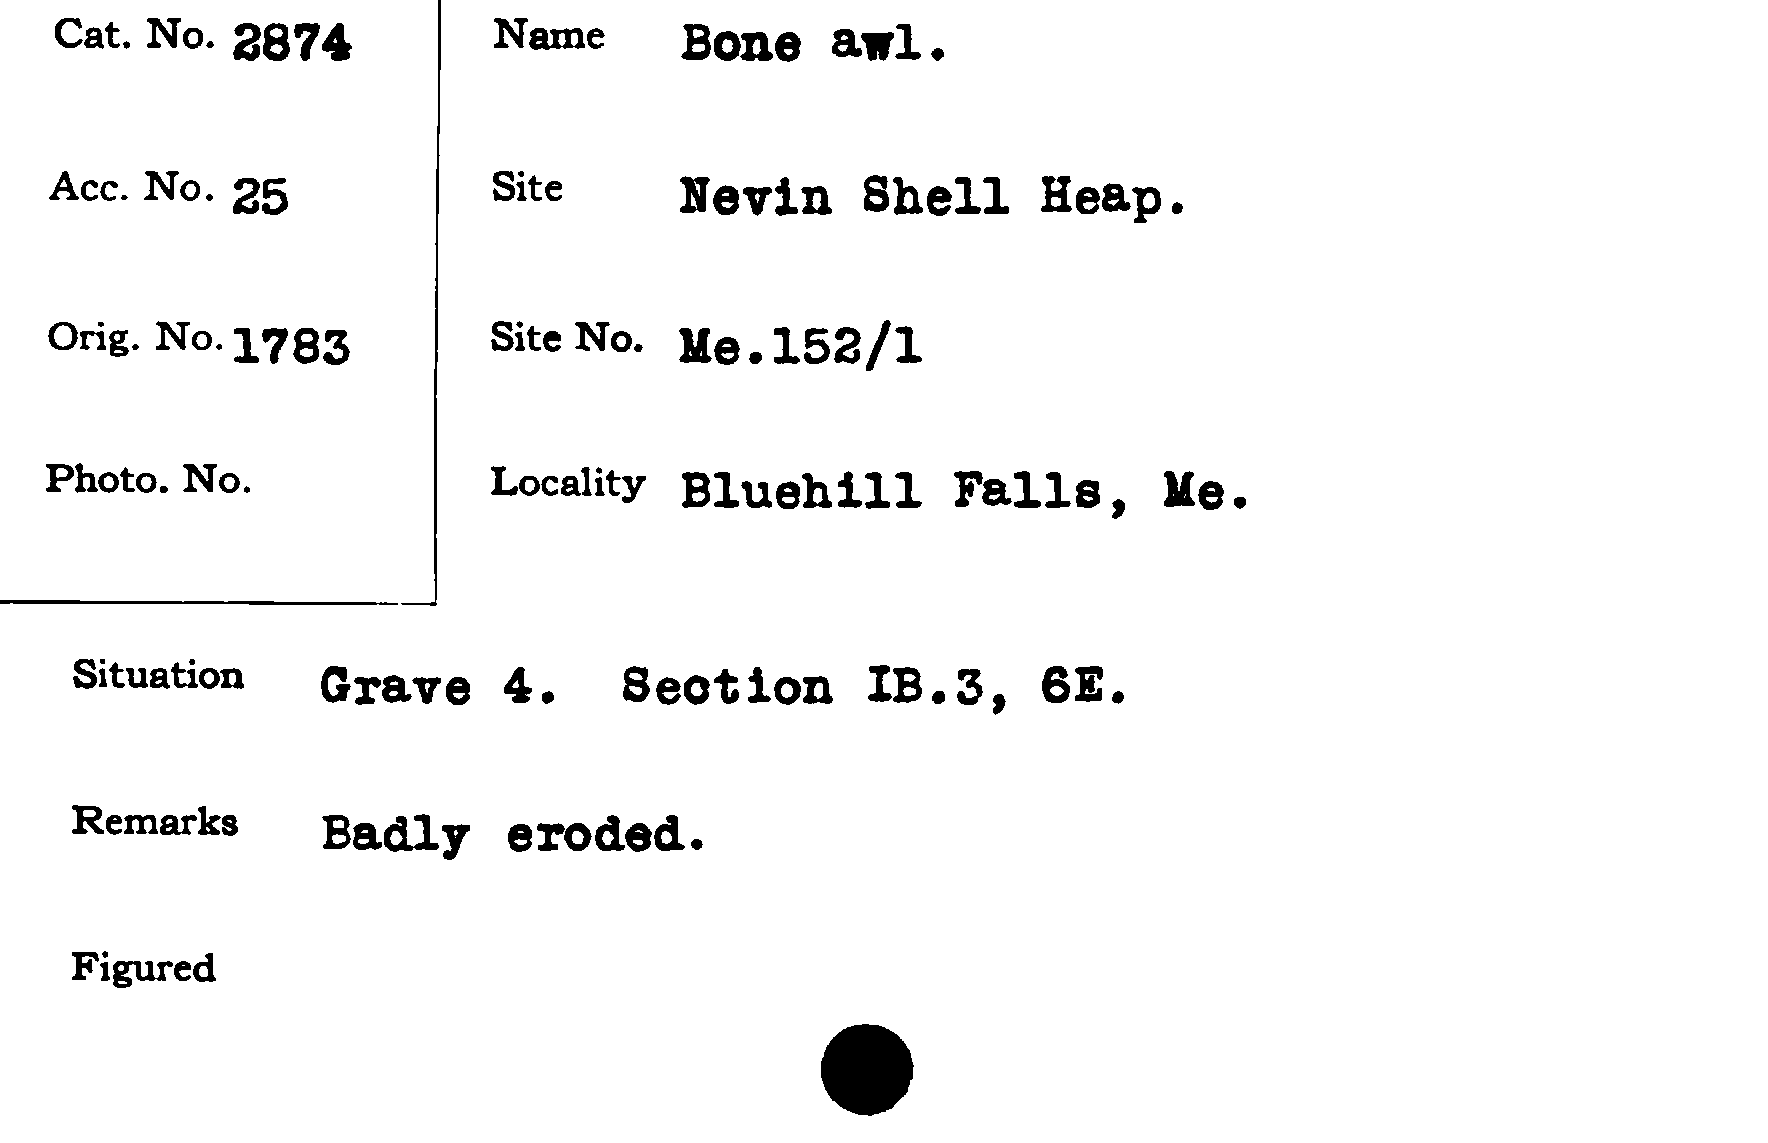 Cat. No. 2874
Acc. No. 25
Orig. No. 1783
Photo. No.
Name Bone awl.
Site Nevin Shell Heap.
Site No. Me.152/1
Locality Bluehill Falls, Me.
Situation Grave 4. Section IB.3, 6E.
Remarks Badly eroded.
Figured